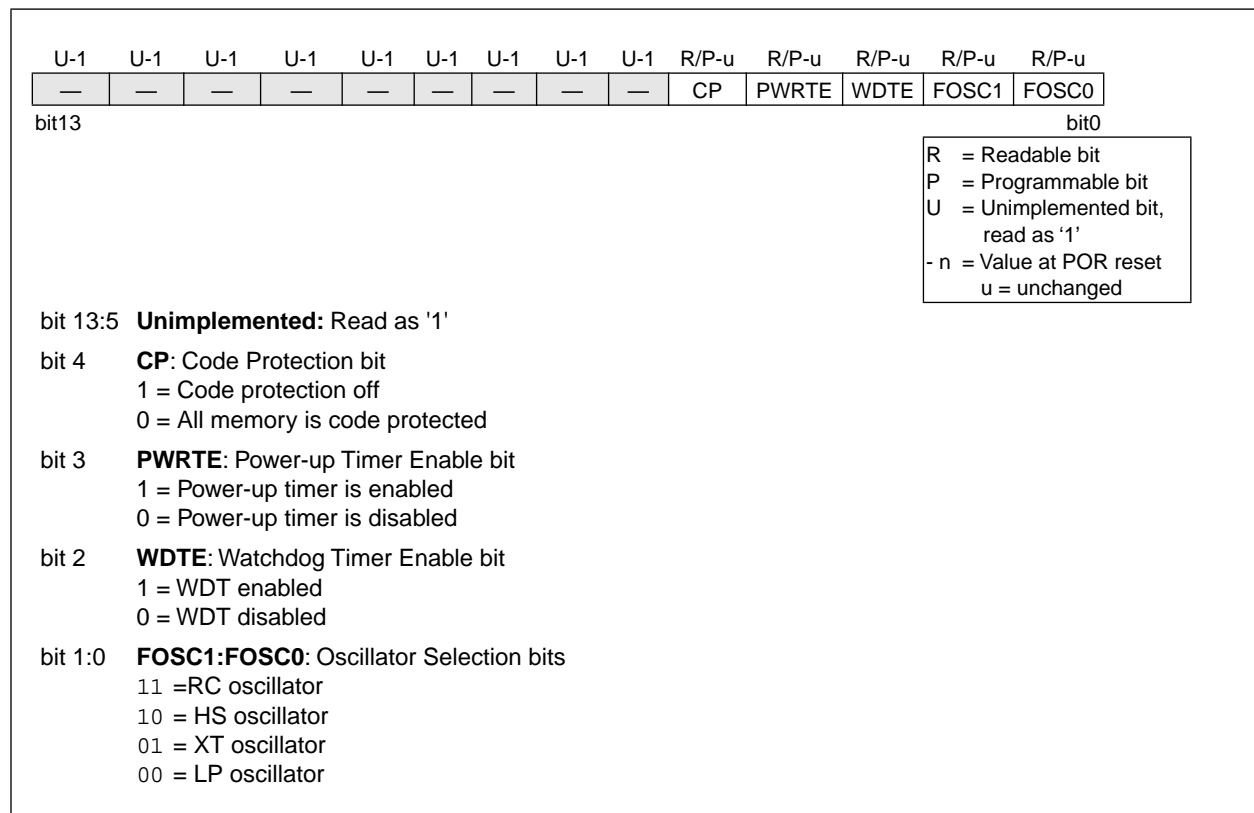 U-1 U-1 U-1 U-1 U-1 U-1 U-1 U-1 U-1 R/P-u R/P-u R/P-u R/P-u R/P-u
— — — — — — — — — CP PWRTE WDTE FOSC1 FOSC0
bit13 bit0
R = Readable bit
P = Programmable bit
U = Unimplemented bit,
read as ‘1’
- n = Value at POR reset
u = unchanged
bit 13:5 Unimplemented: Read as '1'
bit 4 CP: Code Protection bit
1 = Code protection off
0 = All memory is code protected
bit 3 PWRTE: Power-up Timer Enable bit
1 = Power-up timer is enabled
0 = Power-up timer is disabled
bit 2 WDTE: Watchdog Timer Enable bit
1 = WDT enabled
0 = WDT disabled
bit 1:0 FOSC1:FOSC0: Oscillator Selection bits
11 =RC oscillator
10 = HS oscillator
01 = XT oscillator
00 = LP oscillator